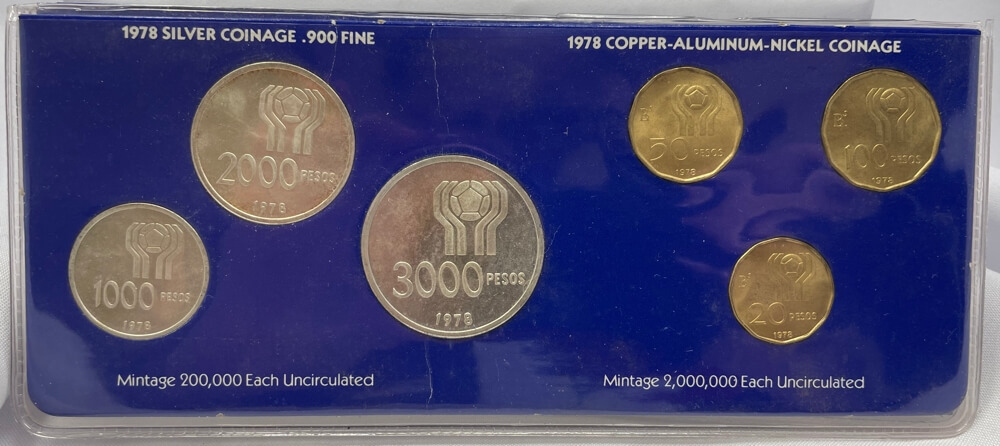 1978 SILVER COINAGE .900 FINE
2000 PESOS
1978
1000 PESOS
1978
3000 PESOS
1978
Mintage 200,000 Each Uncirculated
1978 COPPER-ALUMINUM-NICKEL COINAGE
50 PESOS
1978
100 PESOS
1978
20 PESOS
1978
Mintage 2,000,000 Each Uncirculated